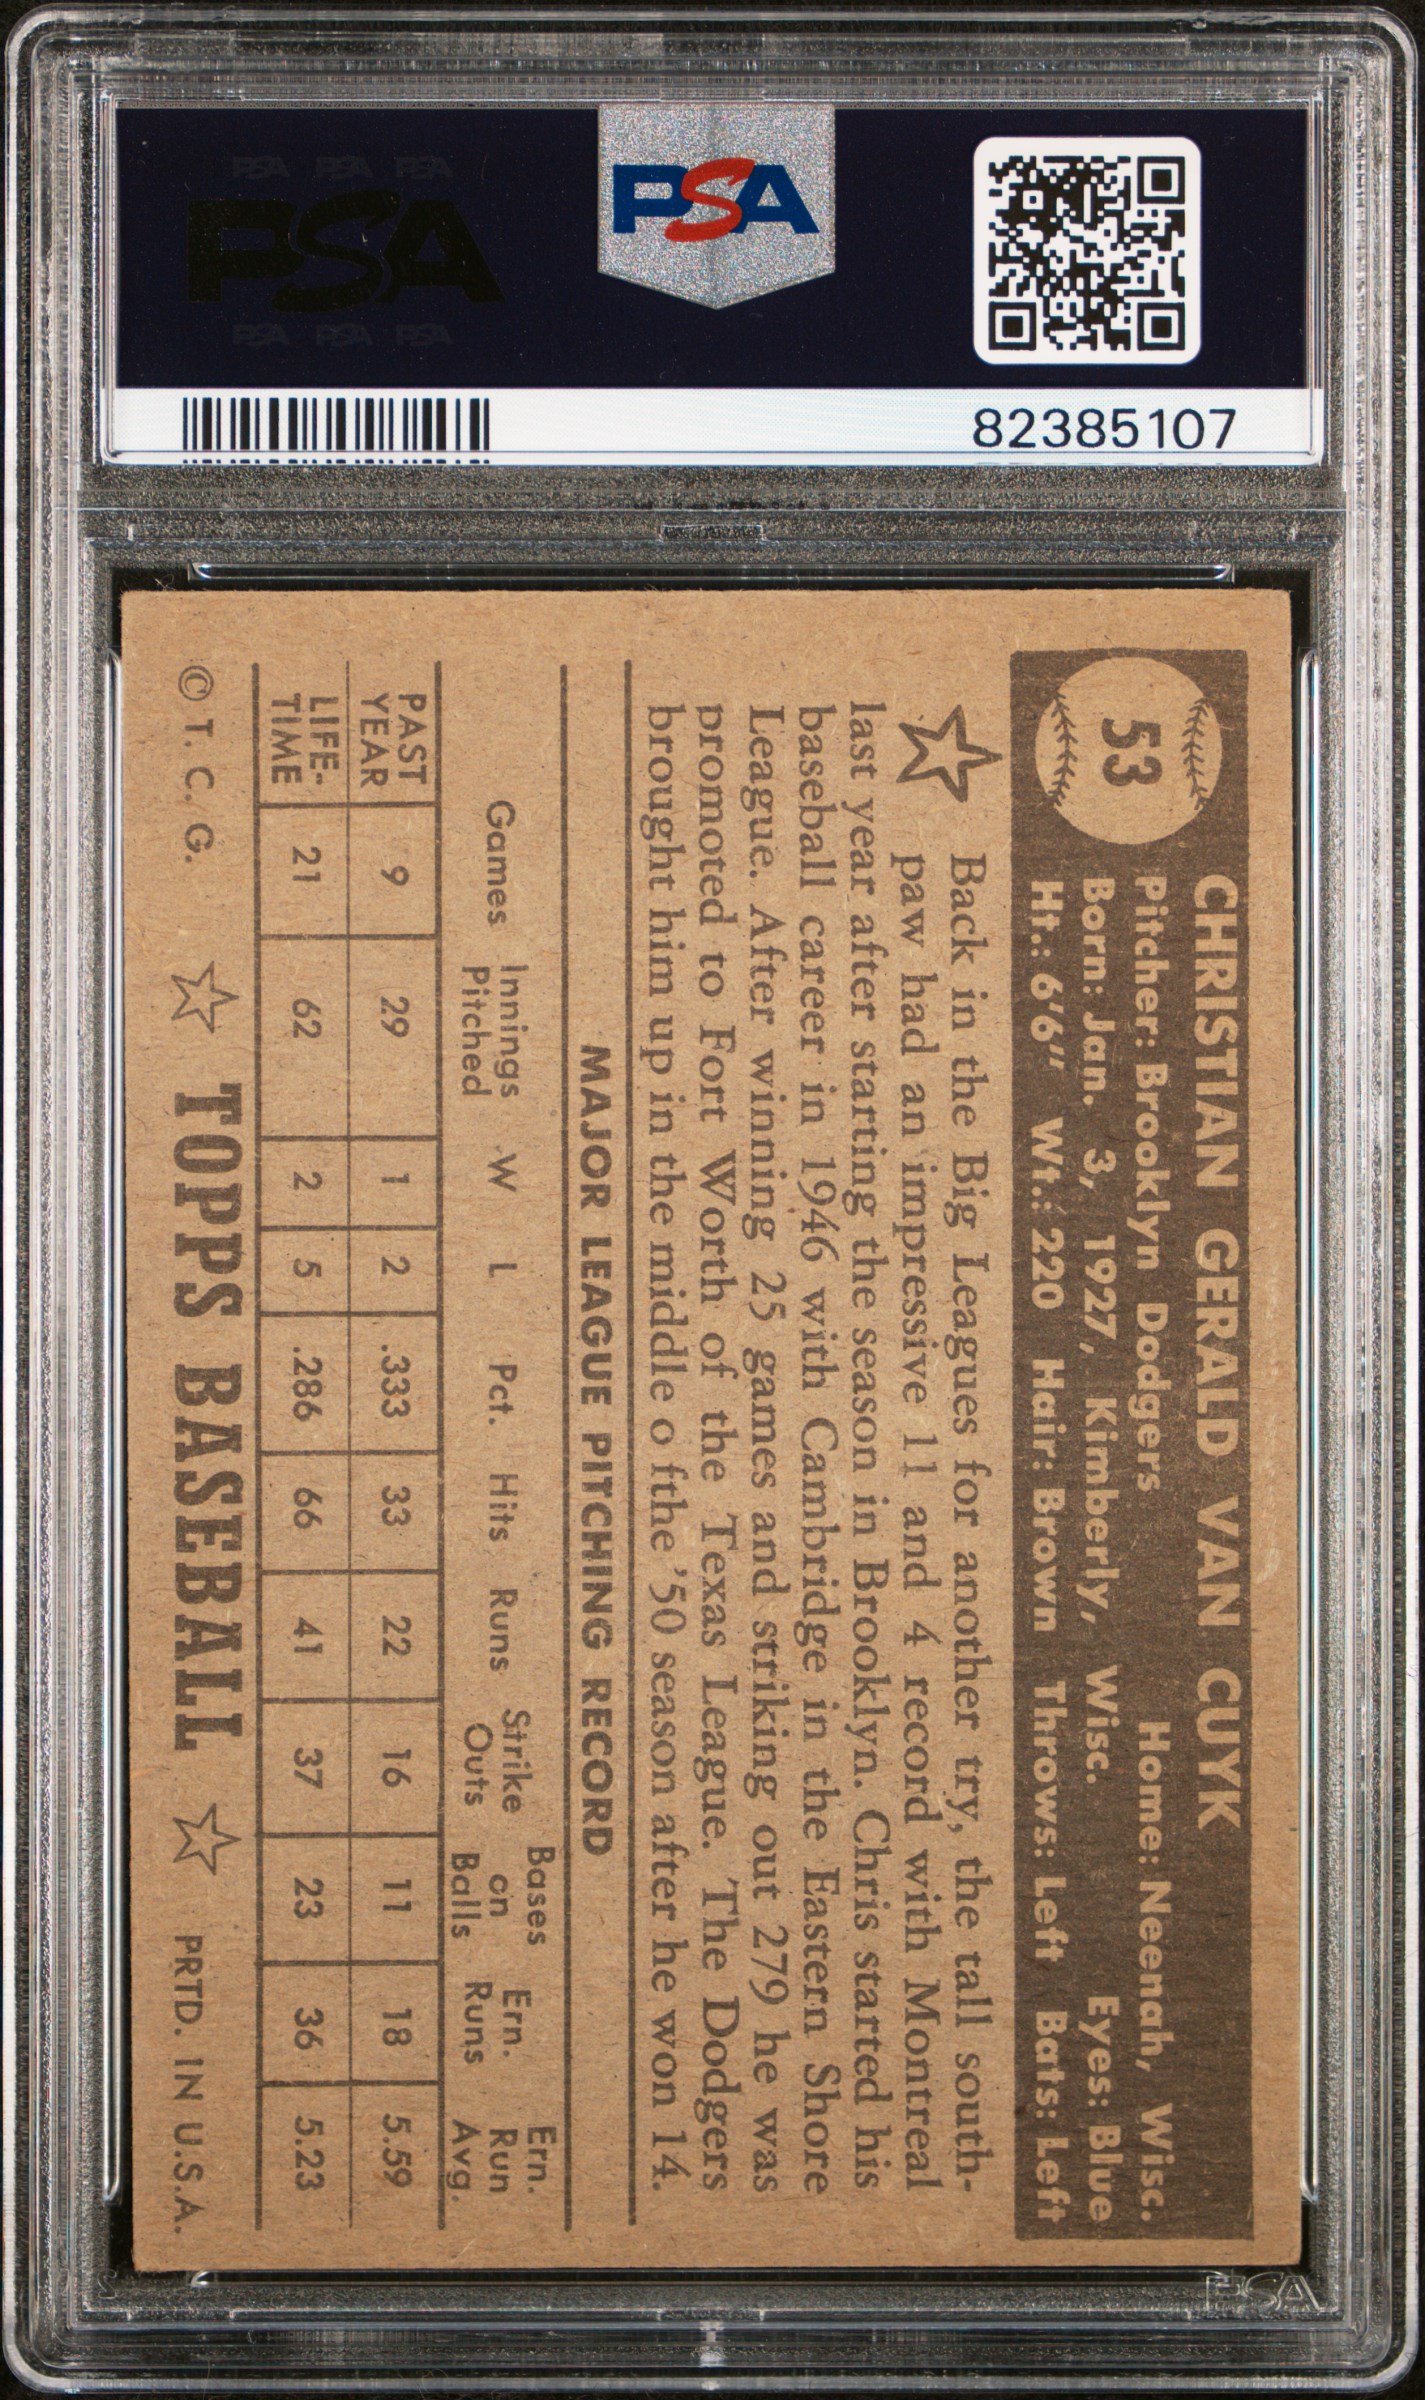 PSA PSA PSA
PSA
PSA PSA PSA
PSA
82385107
53
CHRISTIAN GERALD VAN CUYK
Pitcher: Brooklyn Dodgers Home: Neenah, Wisc.
Born: Jan. 3, 1927, Kimberly, Wisc. Eyes: Blue
Ht.: 6'6" Wt.: 220 Hair: Brown Throws: Left Bats: Left
Back in the Big Leagues for another try, the tall south-
paw had an impressive 11 and 4 record with Montreal
last year after starting the season in Brooklyn. Chris started his
baseball career in 1946 with Cambridge in the Eastern Shore
League. After winning 25 games and striking out 279 he was
promoted to Fort Worth of the Texas League. The Dodgers
brought him up in the middle o fthe '50 season after he won 14.
MAJOR LEAGUE PITCHING RECORD
Games Innings Pitched W L Pct. Hits Runs Strike Outs Bases on Balls Ern. Runs Ern. Run Avg.
PAST YEAR 9 29 1 2 .333 33 22 16 11 18 5.59
LIFE-TIME 21 62 2 5 .286 66 41 37 23 36 5.23
© T. C. G. TOPPS BASEBALL PRTD. IN U.S.A.
PSA